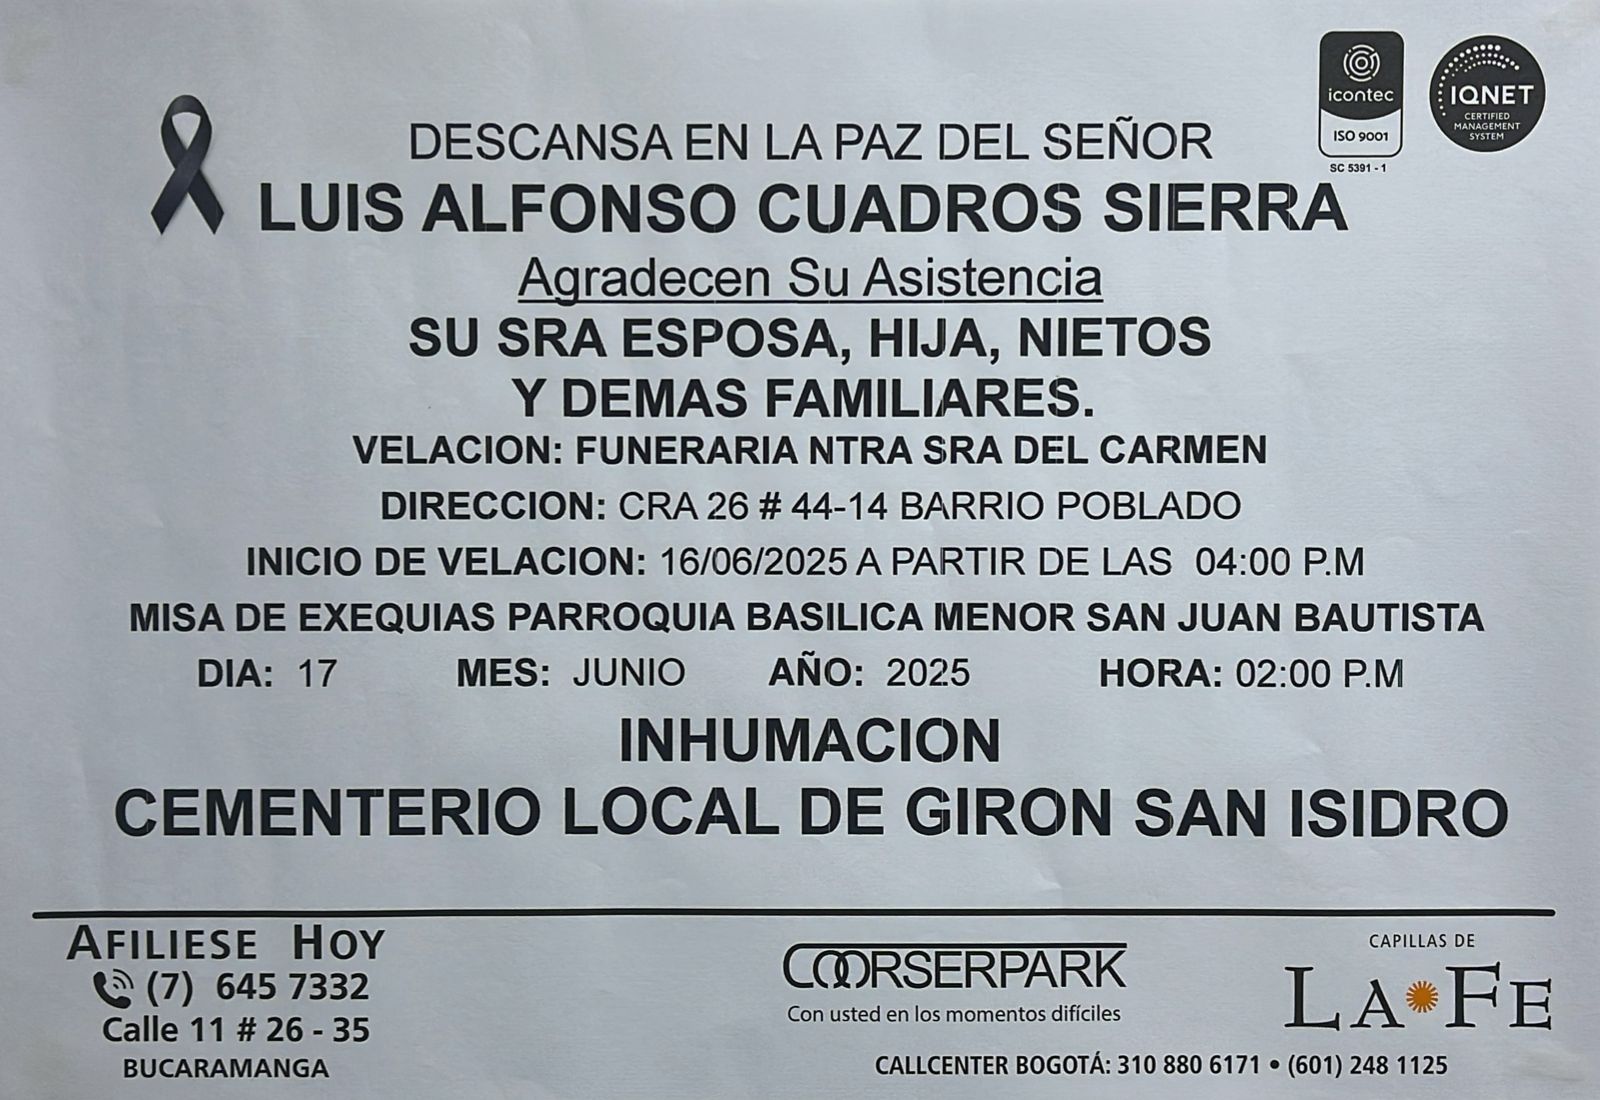 icontec
ISO 9001
SC 5391 - 1
IQNET
CERTIFIED
MANAGEMENT
SYSTEM
DESCANSA EN LA PAZ DEL SEÑOR
LUIS ALFONSO CUADROS SIERRA
Agradecen Su Asistencia
SU SRA ESPOSA, HIJA, NIETOS
Y DEMAS FAMILIARES.
VELACION: FUNERARIA NTRA SRA DEL CARMEN
DIRECCION: CRA 26 # 44-14 BARRIO POBLADO
INICIO DE VELACION: 16/06/2025 A PARTIR DE LAS 04:00 P.M
MISA DE EXEQUIAS PARROQUIA BASILICA MENOR SAN JUAN BAUTISTA
DIA: 17 MES: JUNIO AÑO: 2025 HORA: 02:00 P.M
INHUMACION
CEMENTERIO LOCAL DE GIRON SAN ISIDRO
AFILIESE HOY
(7) 645 7332
Calle 11 # 26 - 35
BUCARAMANGA
COORSERPARK
Con usted en los momentos difíciles
CAPILLAS DE
LA FE
CALLCENTER BOGOTÁ: 310 880 6171 • (601) 248 1125